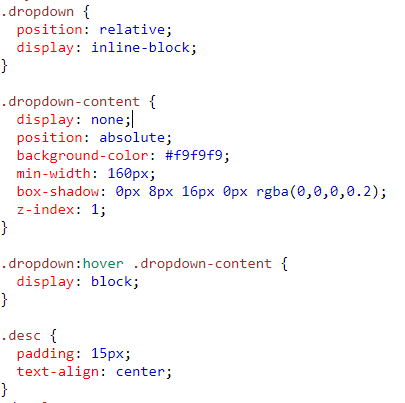 .dropdown {
  position: relative;
  display: inline-block;
}

.dropdown-content {
  display: none;
  position: absolute;
  background-color: #f9f9f9;
  min-width: 160px;
  box-shadow: 0px 8px 16px 0px rgba(0,0,0,0.2);
  z-index: 1;
}

.dropdown:hover .dropdown-content {
  display: block;
}

.desc {
  padding: 15px;
  text-align: center;
}